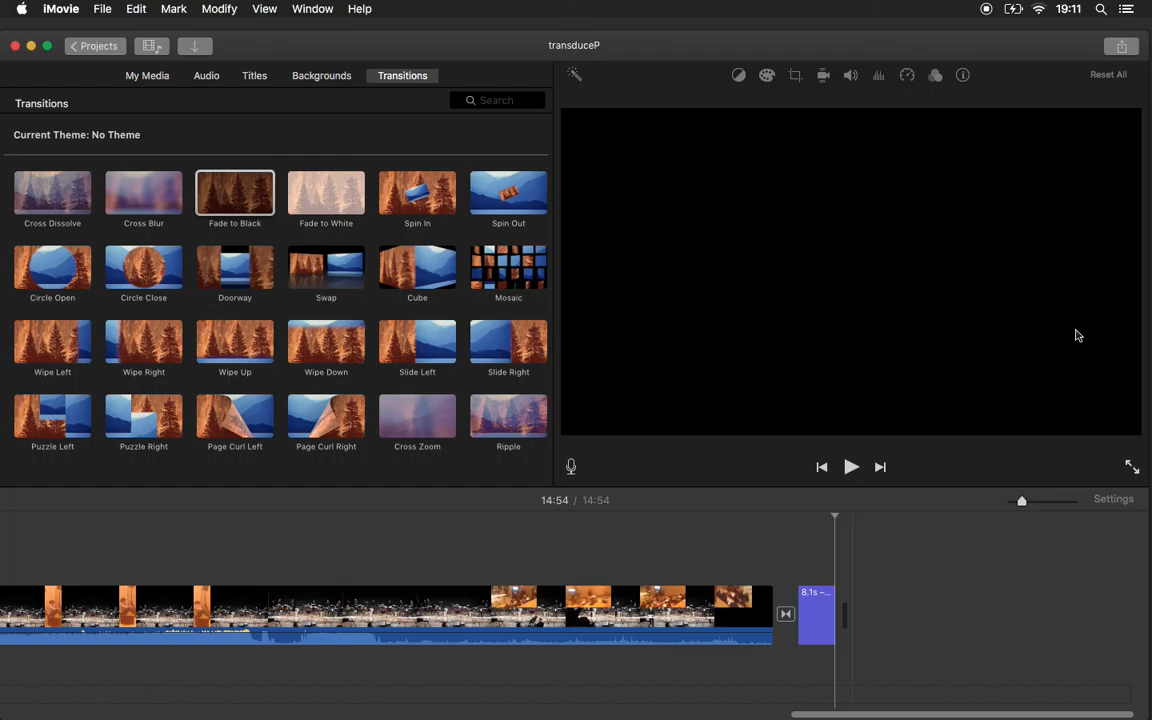 iMovie File Edit Mark Modify View Window Help 19:11
Projects transduceP
My Media Audio Titles Backgrounds Transitions Reset All
Transitions Search
Current Theme: No Theme
Cross Dissolve Cross Blur Fade to Black Fade to White Spin In Spin Out
Circle Open Circle Close Doorway Swap Cube Mosaic
Wipe Left Wipe Right Wipe Up Wipe Down Slide Left Slide Right
Puzzle Left Puzzle Right Page Curl Left Page Curl Right Cross Zoom Ripple
14:54 / 14:54 Settings
8.1s –...